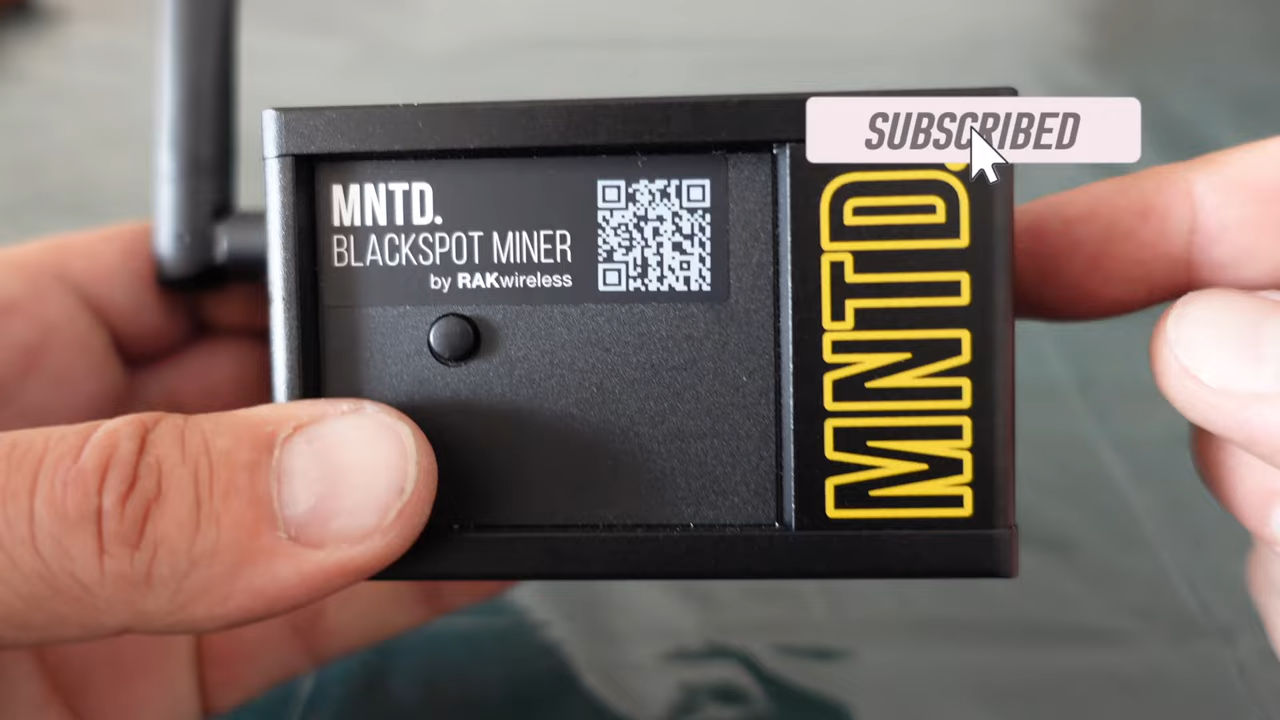 SUBSCRIBED
MNTD.
BLACKSPOT MINER
by RAKwireless
MNTD.